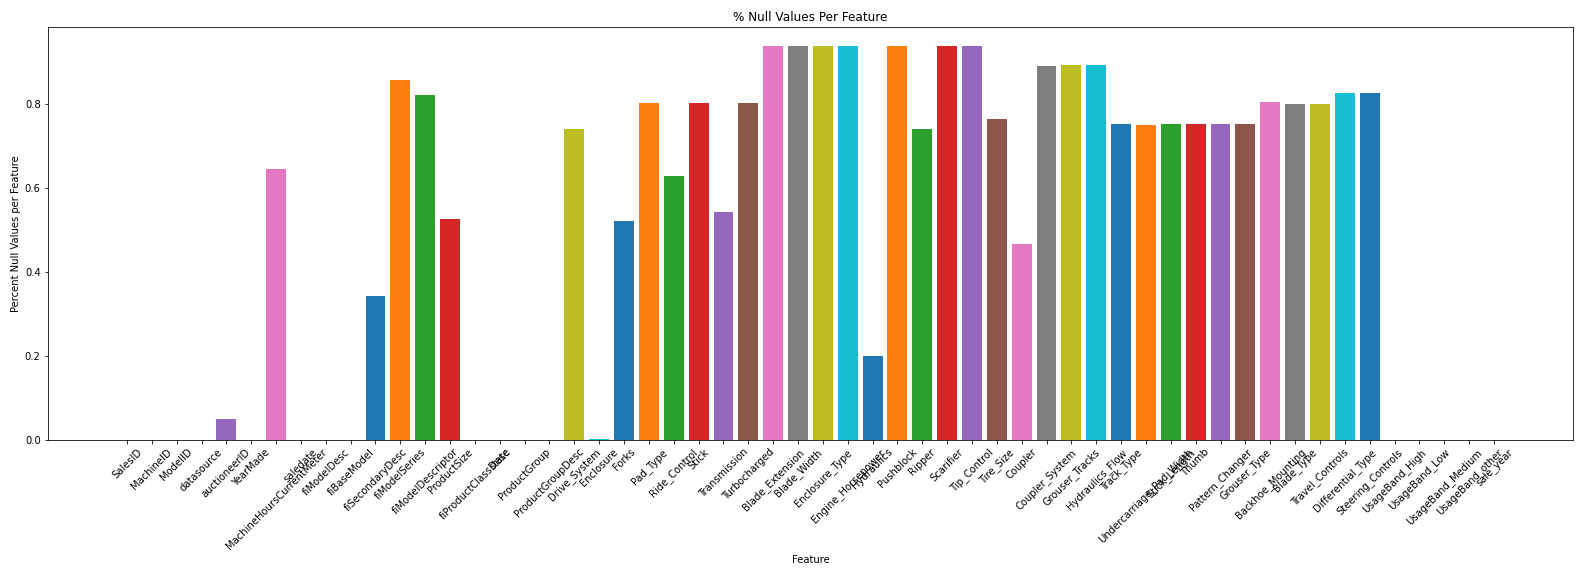 % Null Values Per Feature
Percent Null Values per Feature
0.8
0.6
0.4
0.2
0.0
SalesID
MachineID
ModelID
datasource
auctioneerID
YearMade
MachineHoursCurrentMeter
saledate
fiModelDesc
fiBaseModel
fiSecondaryDesc
fiModelSeries
fiModelDescriptor
ProductSize
fiProductClassDesc
state
ProductGroup
ProductGroupDesc
Drive_System
Enclosure
Forks
Pad_Type
Ride_Control
Stick
Transmission
Turbocharged
Blade_Extension
Blade_Width
Enclosure_Type
Engine_Horsepower
Hydraulics
Pushblock
Ripper
Scarifier
Tip_Control
Tire_Size
Coupler
Coupler_System
Grouser_Tracks
Hydraulics_Flow
Track_Type
Undercarriage_Pad_Width
Stick_Length
Thumb
Pattern_Changer
Grouser_Type
Backhoe_Mounting
Blade_Type
Travel_Controls
Differential_Type
Steering_Controls
UsageBand_High
UsageBand_Low
UsageBand_Medium
UsageBand_other
Sale_year
Feature